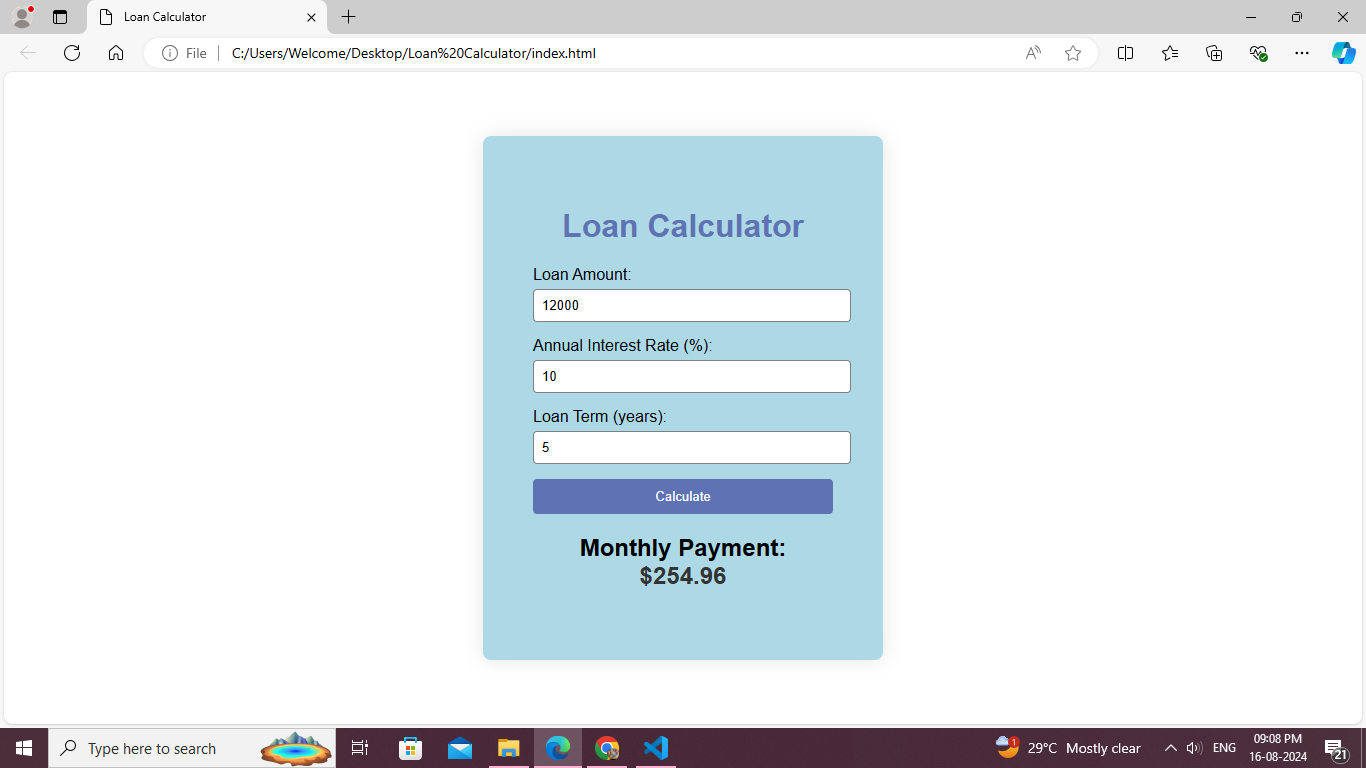 Loan Calculator
File
C:/Users/Welcome/Desktop/Loan%20Calculator/index.html
Loan Calculator
Loan Amount:
12000
Annual Interest Rate (%):
10
Loan Term (years):
5
Calculate
Monthly Payment:
$254.96
Type here to search
1
29°C Mostly clear
ENG
09:08 PM
16-08-2024
21